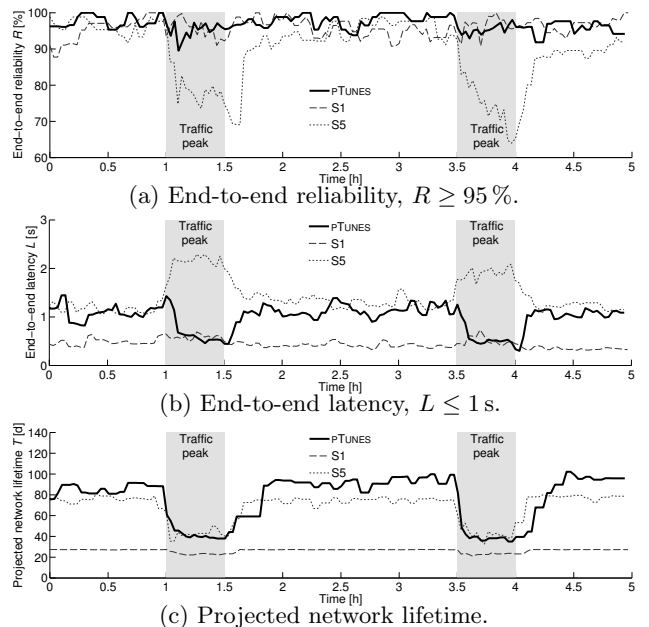 End-to-end reliability R [%]
100
90
80
70
60
pTunes
S1
S5
Traffic
peak
Traffic
peak
0 0.5 1 1.5 2 2.5 3 3.5 4 4.5 5
Time [h]
(a) End-to-end reliability, R ≥ 95 %.
End-to-end latency L [s]
3
2
1
0
Traffic
peak
pTunes
S1
S5
Traffic
peak
0 0.5 1 1.5 2 2.5 3 3.5 4 4.5 5
Time [h]
(b) End-to-end latency, L ≤ 1 s.
Projected network lifetime T [d]
140
120
100
80
60
40
20
0
Traffic
peak
pTunes
S1
S5
Traffic
peak
0 0.5 1 1.5 2 2.5 3 3.5 4 4.5 5
Time [h]
(c) Projected network lifetime.